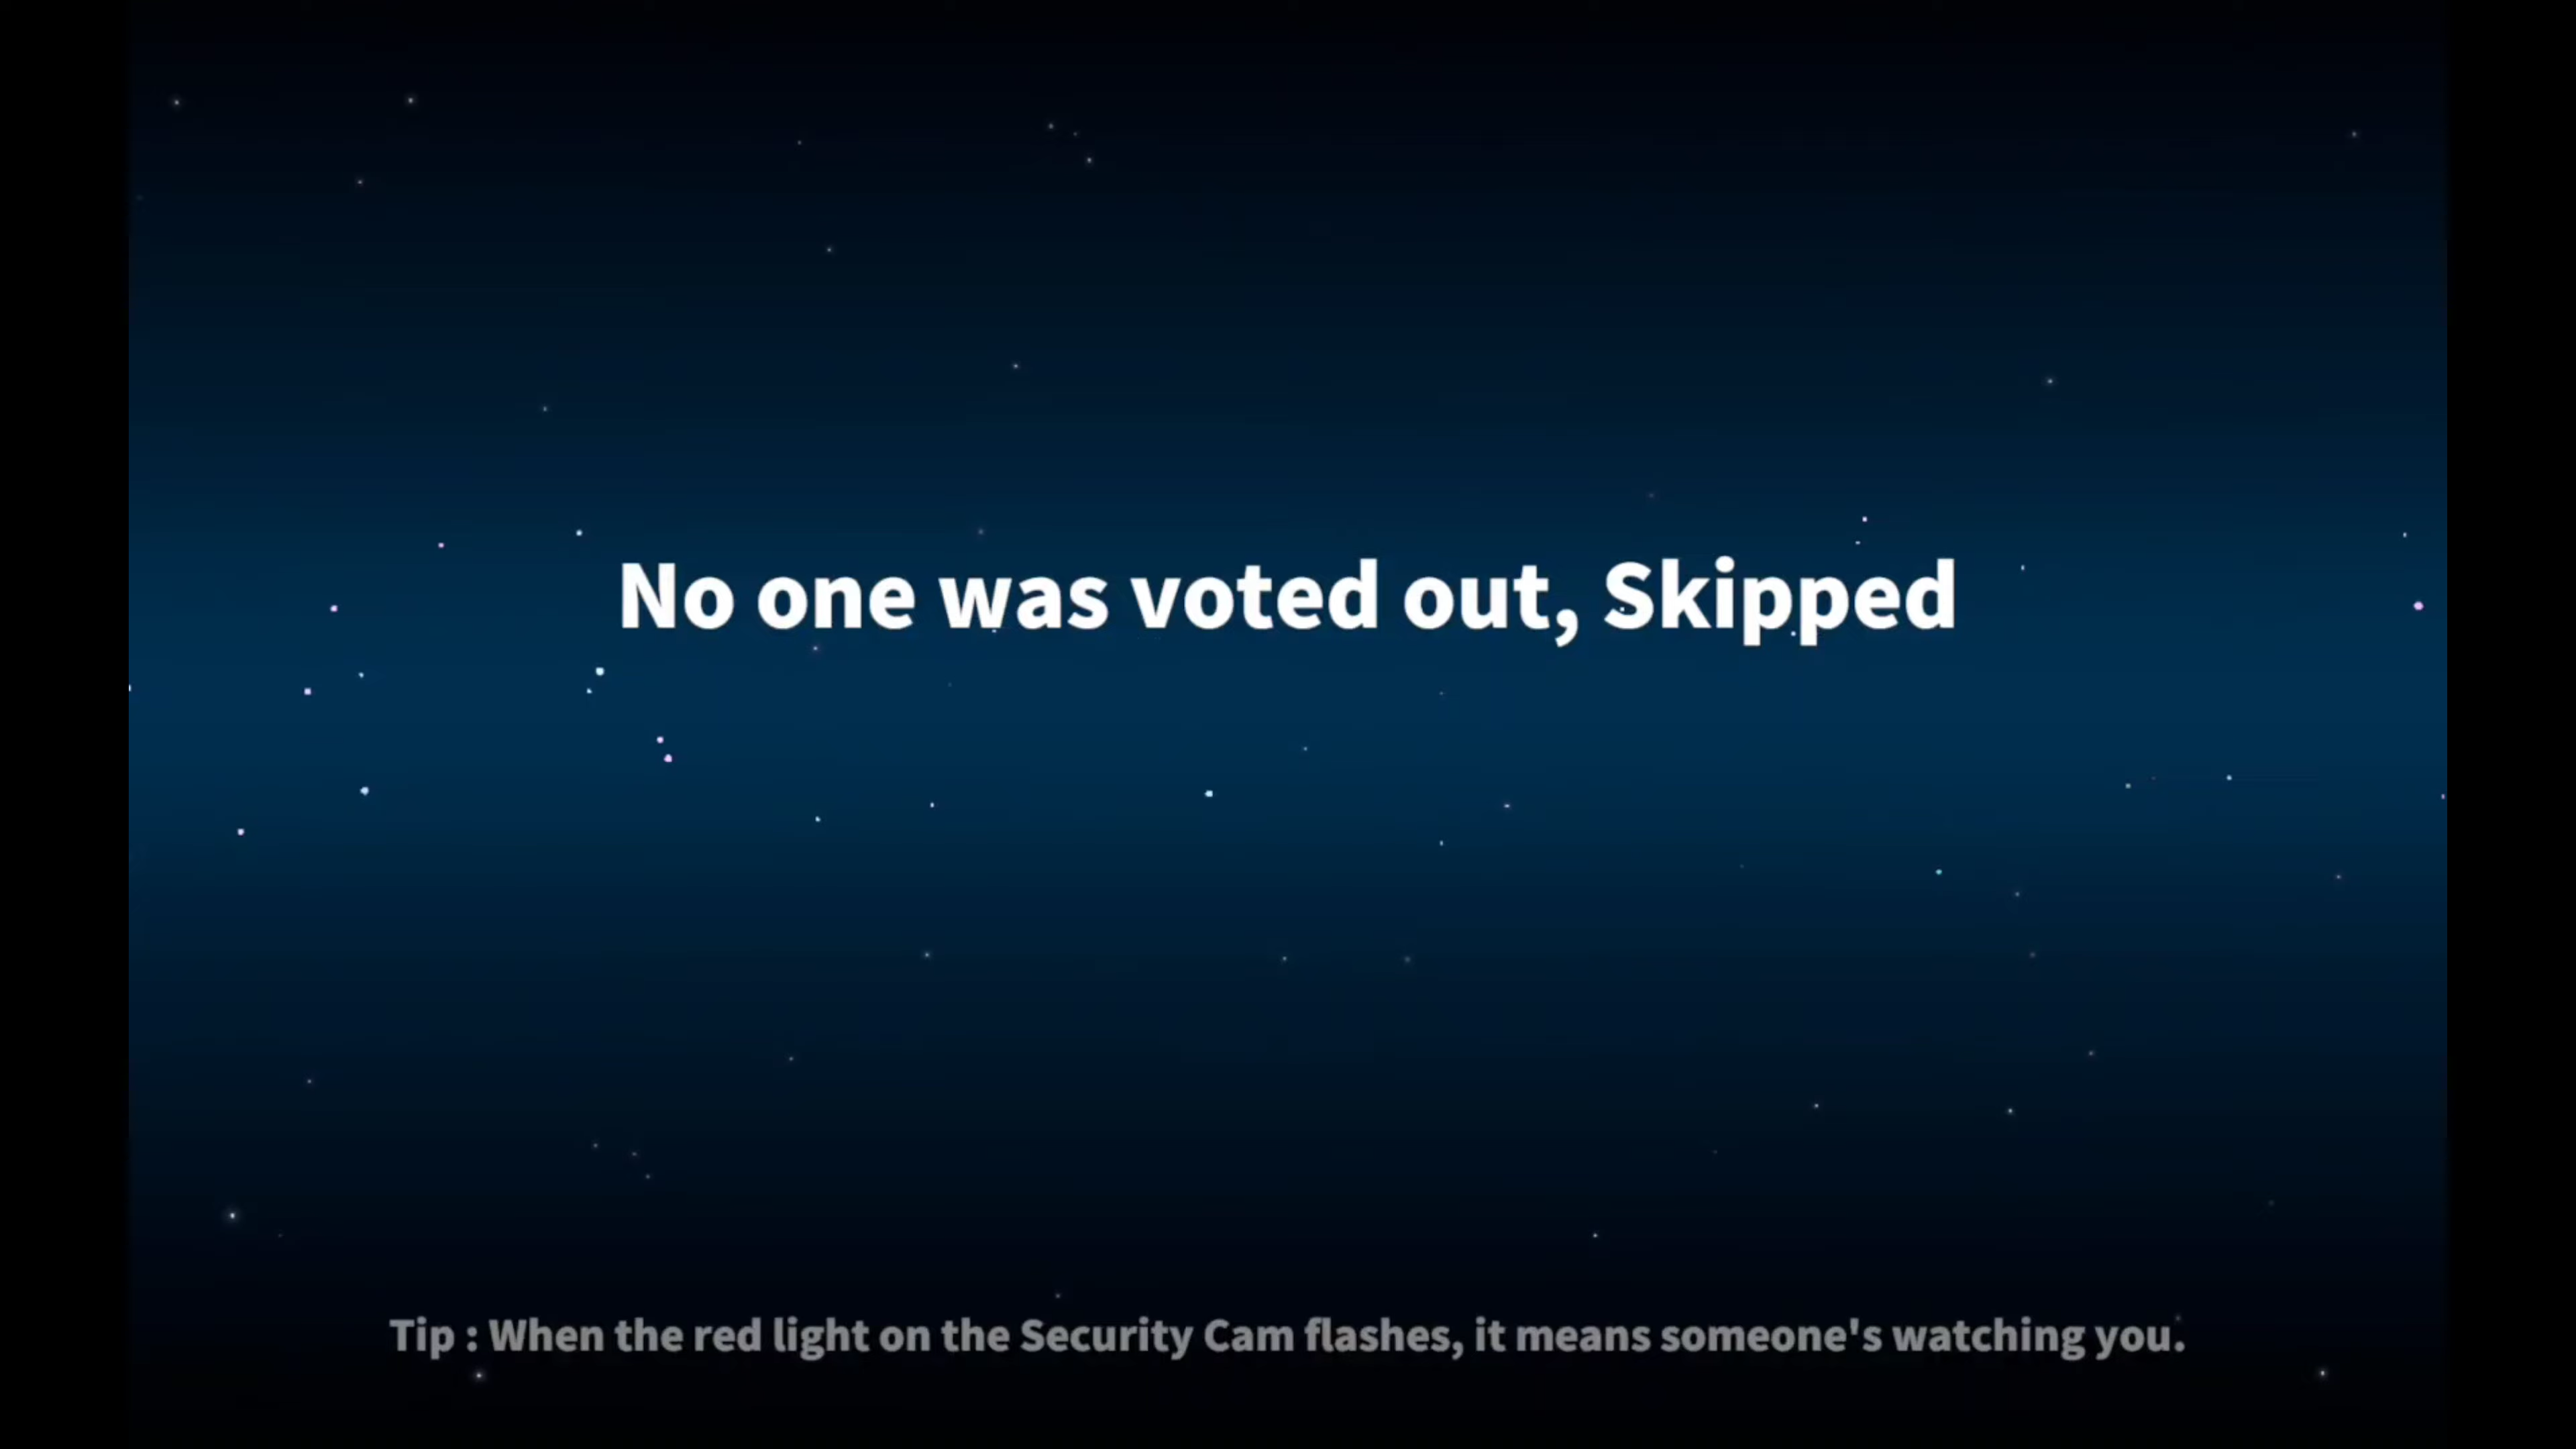 No one was voted out, Skipped
Tip : When the red light on the Security Cam flashes, it means someone's watching you.